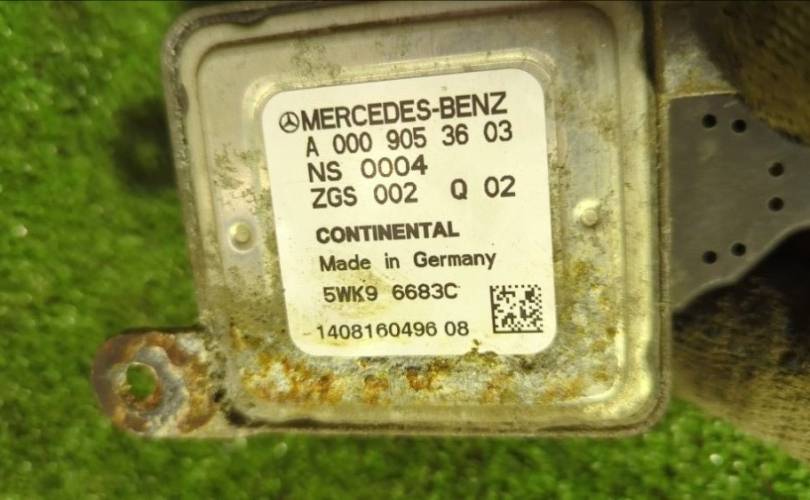 MERCEDES-BENZ
A 000 905 36 03
NS 0004
ZGS 002 Q 02
CONTINENTAL
Made in Germany
5WK9 6683C
1408160496 08